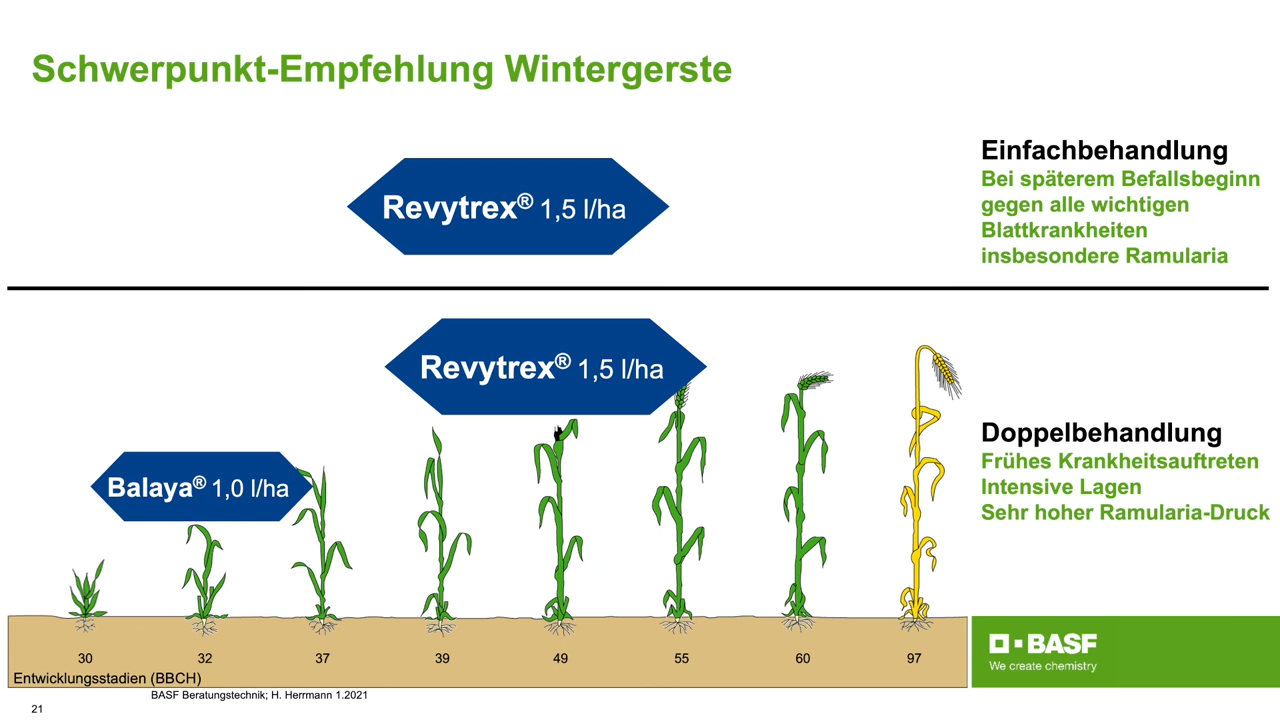 Schwerpunkt-Empfehlung Wintergerste
Revytrex® 1,5 l/ha
Einfachbehandlung
Bei späterem Befallsbeginn
gegen alle wichtigen
Blattkrankheiten
insbesondere Ramularia
Revytrex® 1,5 l/ha
Balaya® 1,0 l/ha
Doppelbehandlung
Frühes Krankheitsauftreten
Intensive Lagen
Sehr hoher Ramularia-Druck
30 32 37 39 49 55 60 97
Entwicklungsstadien (BBCH)
BASF
We create chemistry
BASF Beratungstechnik; H. Herrmann 1.2021
21